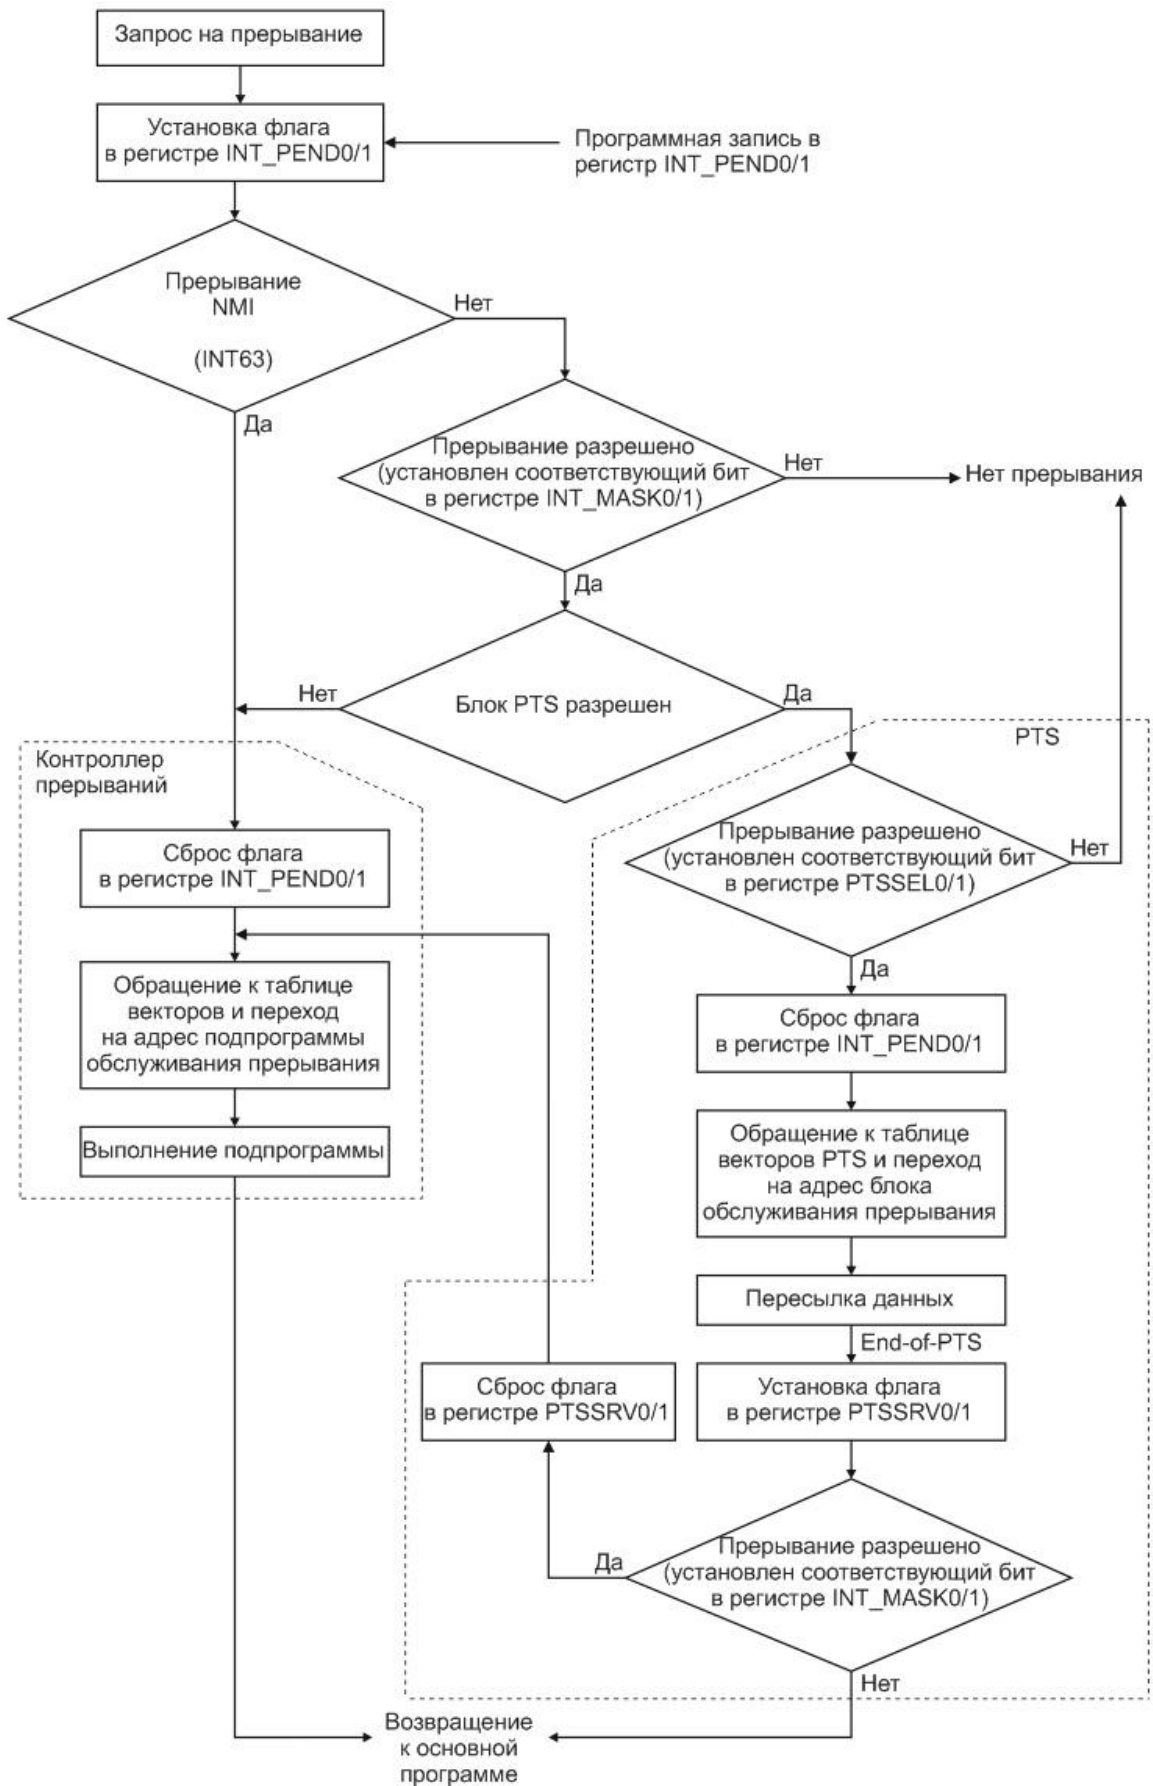 Запрос на прерывание
Установка флага
в регистре INT_PEND0/1
Программная запись в
регистр INT_PEND0/1
Прерывание
NMI
(INT63)
Нет
Да
Прерывание разрешено
(установлен соответствующий бит
в регистре INT_MASK0/1)
Нет
Нет прерывания
Да
Блок PTS разрешен
Нет
Да
PTS
Контроллер
прерываний
Сброс флага
в регистре INT_PEND0/1
Обращение к таблице
векторов и переход
на адрес подпрограммы
обслуживания прерывания
Выполнение подпрограммы
Прерывание разрешено
(установлен соответствующий бит
в регистре PTSSEL0/1)
Нет
Да
Сброс флага
в регистре INT_PEND0/1
Обращение к таблице
векторов PTS и переход
на адрес блока
обслуживания прерывания
Пересылка данных
End-of-PTS
Установка флага
в регистре PTSSRV0/1
Сброс флага
в регистре PTSSRV0/1
Прерывание разрешено
(установлен соответствующий бит
в регистре INT_MASK0/1)
Да
Нет
Возвращение
к основной
программе